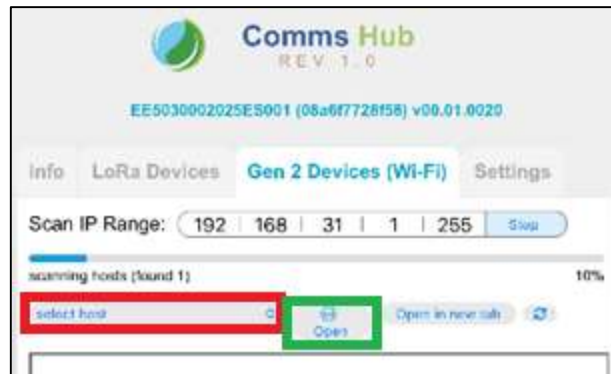 Comms Hub
REV 1.0
EE5030002025ES001 (08a6f7728f58) v00.01.0020
Info LoRa Devices Gen 2 Devices (Wi-Fi) Settings
Scan IP Range: 192 168 31 1 255 Stop
scanning hosts (found 1) 10%
select host Open Open in new tab